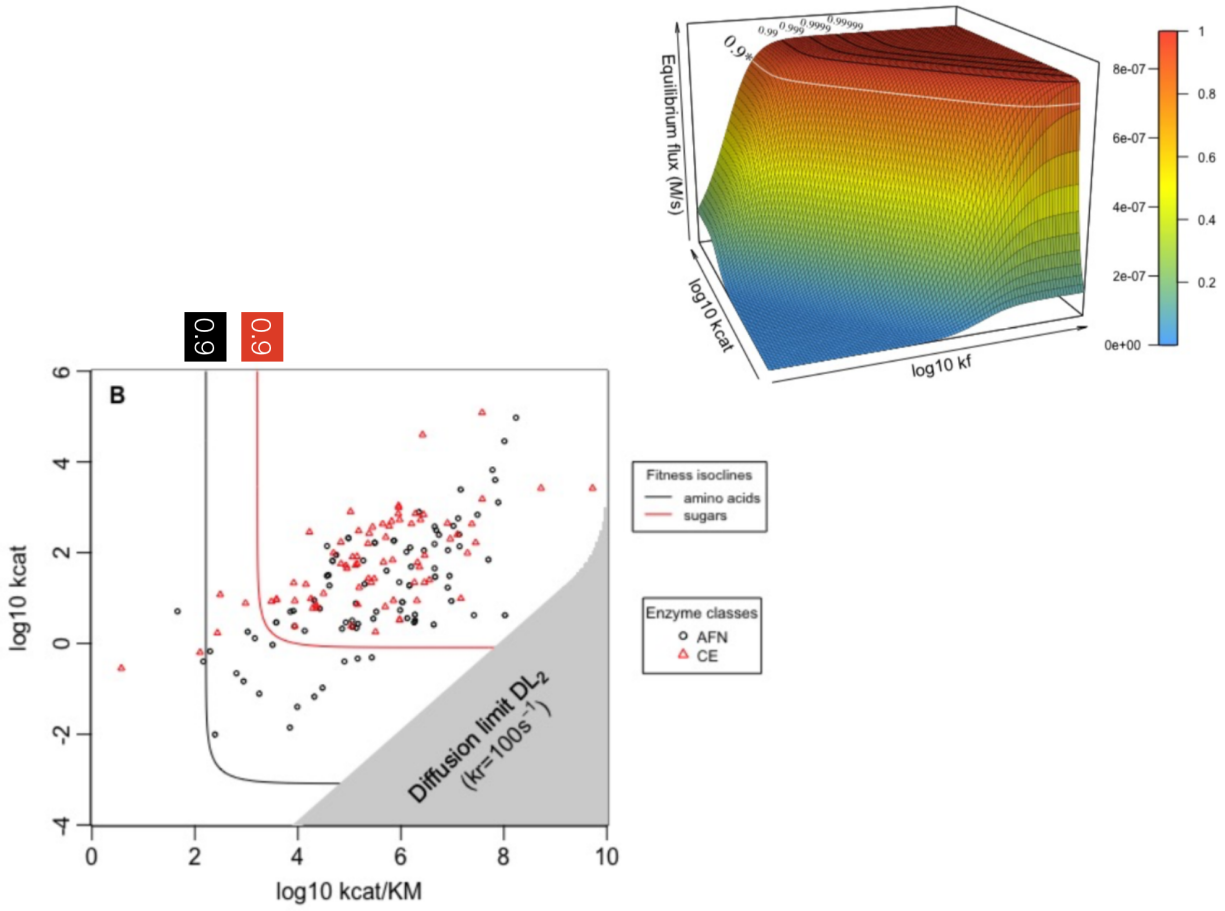 0.9* 0.99 0.999 0.9999 0.99999
Equilibrium flux (M/s)
log10 kcat
log10 kf
8e-07
6e-07
4e-07
2e-07
0e+00
1
0.8
0.6
0.4
0.2
0.9
0.9
B
6
4
2
0
-2
-4
log10 kcat
0 2 4 6 8 10
log10 kcat/KM
Diffusion limit DL2
(kr=100s−1)
Fitness isoclines
amino acids
sugars
Enzyme classes
AFN
CE